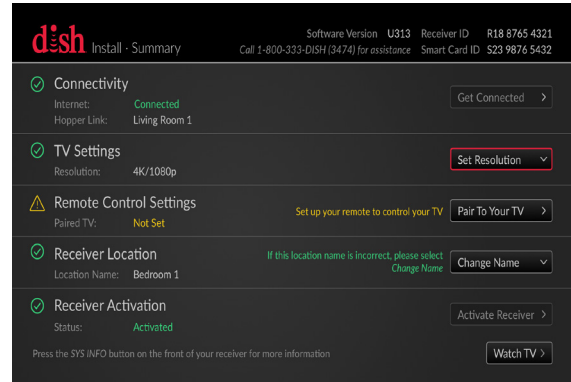 dish Install - Summary
Software Version U313 Receiver ID R18 8765 4321
Call 1-800-333-DISH (3474) for assistance Smart Card ID S23 9876 5432
Connectivity
Internet: Connected
Hopper Link: Living Room 1
Get Connected >
TV Settings
Resolution: 4K/1080p
Set Resolution
Remote Control Settings
Paired TV: Not Set
Set up your remote to control your TV
Pair To Your TV >
Receiver Location
Location Name: Bedroom 1
If this location name is incorrect, please select
Change Name
Change Name
Receiver Activation
Status: Activated
Activate Receiver >
Press the SYS INFO button on the front of your receiver for more information
Watch TV >